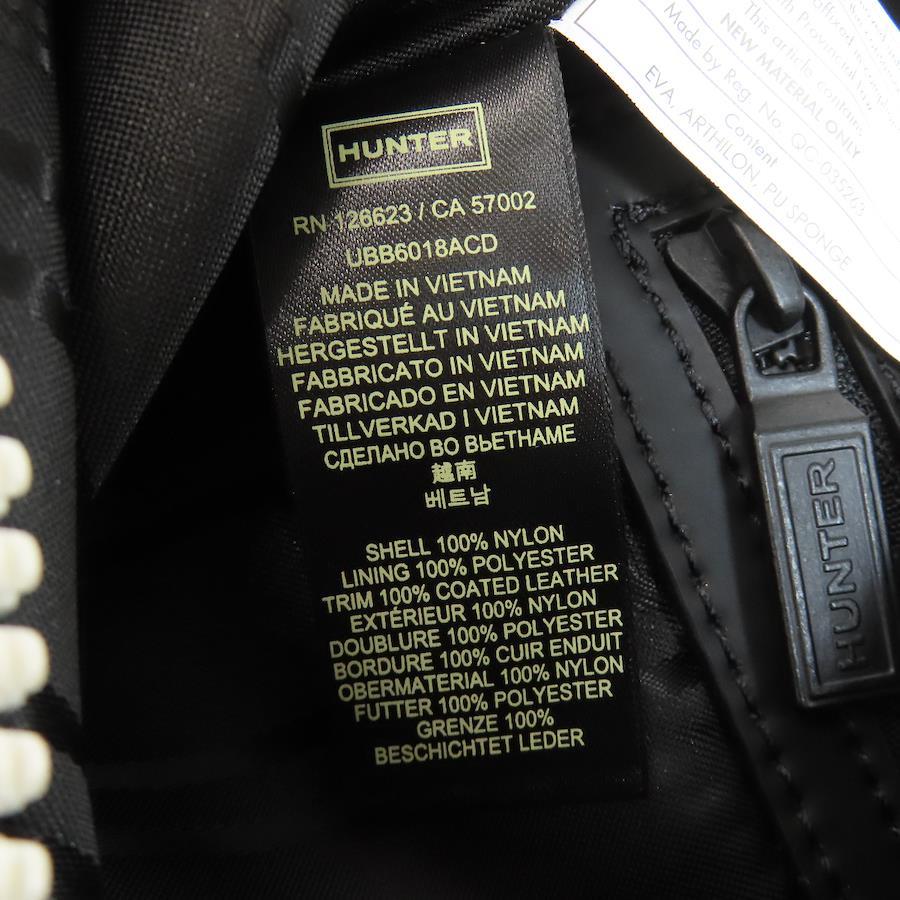 HUNTER
RN 126623 / CA 57002
UBB6018ACD
MADE IN VIETNAM
FABRIQUÉ AU VIETNAM
HERGESTELLT IN VIETNAM
FABBRICATO IN VIETNAM
FABRICADO EN VIETNAM
TILLVERKAD I VIETNAM
СДЕЛАНО ВО ВЬЕТНАМЕ
越南
베트남
SHELL 100% NYLON
LINING 100% POLYESTER
TRIM 100% COATED LEATHER
EXTÉRIEUR 100% NYLON
DOUBLURE 100% POLYESTER
BORDURE 100% CUIR ENDUIT
OBERMATERIAL 100% NYLON
FUTTER 100% POLYESTER
GRENZE 100%
BESCHICHTET LEDER
with Provincial
This article contains
NEW MATERIAL ONLY
Made by Reg. No. QC 035263
Content
EVA, ARTHILON, PU SPONGE
HUNTER